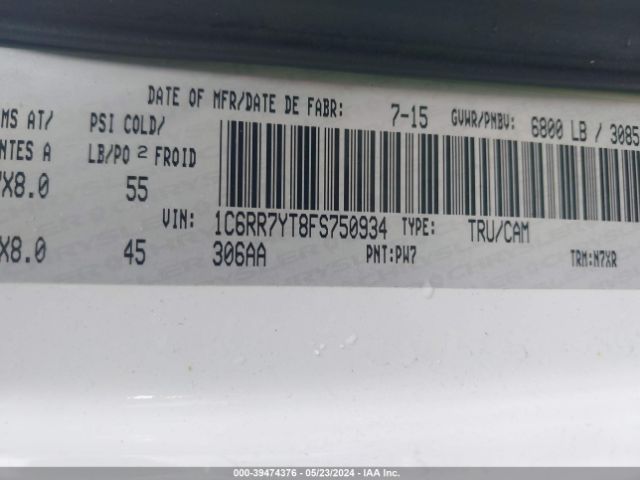 DATE OF MFR/DATE DE FABR: 7-15 GVWR/PNBV: 6800 LB / 3085
MS AT/ PSI COLD/
NTES A LB/PO 2 FROID
X8.0 55
VIN: 1C6RR7YT8FS750934 TYPE: TRU/CAM
X8.0 45 306AA PNT:PW7 TRM:N7XR
000-39474376 - 05/23/2024 - IAA Inc.